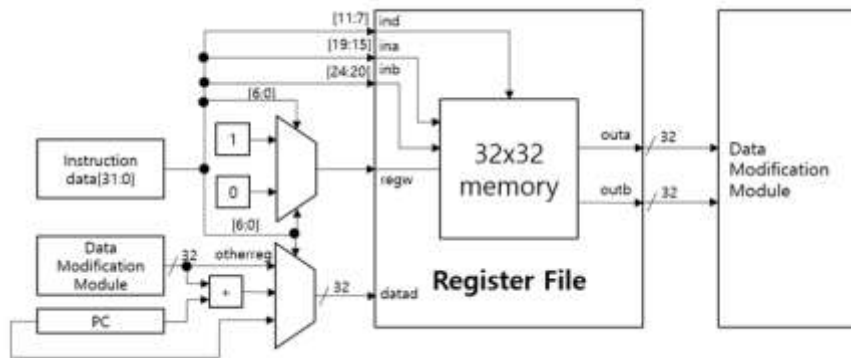 [11:7]
ind
[19:15]
ina
[24:20]
inb
[6:0]
1
Instruction
data[31:0]
0
regw
32x32
memory
outa
32
outb
32
Data
Modification
Module
[6:0]
Data
Modification
Module
32
otherreg
+
32
datad
Register File
PC